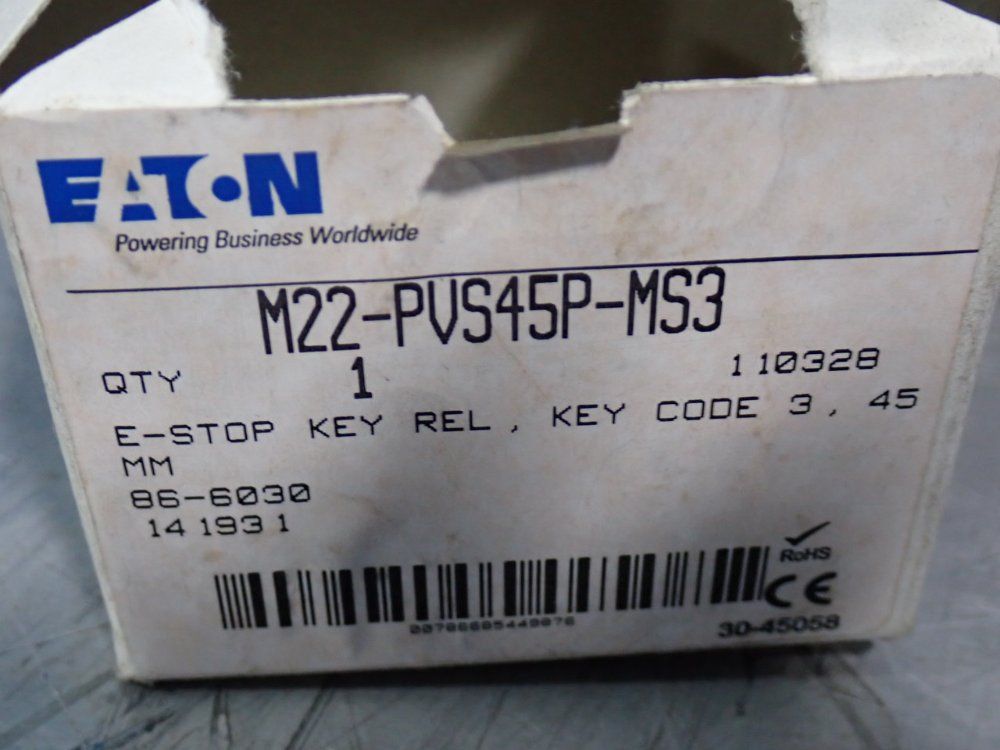 EATON
Powering Business Worldwide
M22-PVS45P-MS3
QTY 1 110328
E-STOP KEY REL, KEY CODE 3, 45
MM
86-6030
141931
RoHS
CE
30-45058